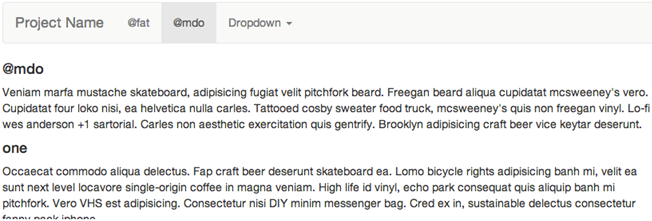 Project Name @fat @mdo Dropdown
@mdo
Veniam marfa mustache skateboard, adipisicing fugiat velit pitchfork beard. Freegan beard aliqua cupidatat mcsweeney's vero.
Cupidatat four loko nisi, ea helvetica nulla carles. Tattooed cosby sweater food truck, mcsweeney's quis non freegan vinyl. Lo-fi
wes anderson +1 sartorial. Carles non aesthetic exercitation quis gentrify. Brooklyn adipisicing craft beer vice keytar deserunt.
one
Occaecat commodo aliqua delectus. Fap craft beer deserunt skateboard ea. Lomo bicycle rights adipisicing banh mi, velit ea
sunt next level locavore single-origin coffee in magna veniam. High life id vinyl, echo park consequat quis aliquip banh mi
pitchfork. Vero VHS est adipisicing. Consectetur nisi DIY minim messenger bag. Cred ex in, sustainable delectus consectetur
fanny pack iphone